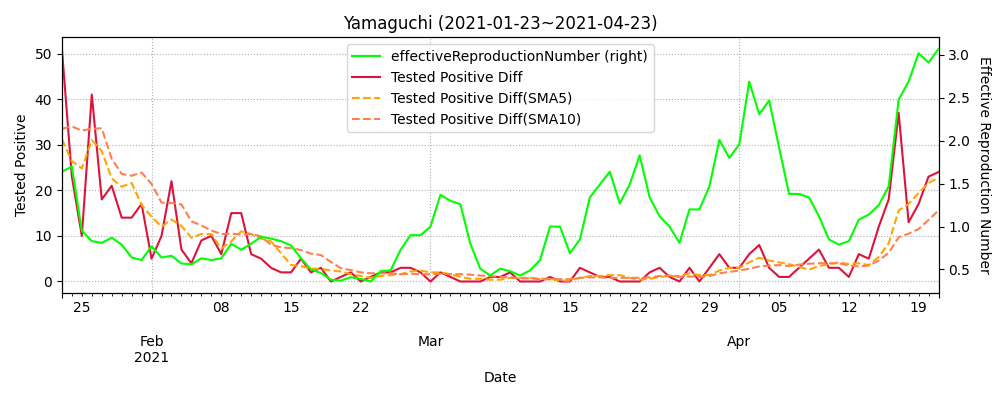 Yamaguchi (2021-01-23~2021-04-23)
effectiveReproductionNumber (right)
Tested Positive Diff
Tested Positive Diff(SMA5)
Tested Positive Diff(SMA10)
Tested Positive
50
40
30
20
10
0
3.0
2.5
2.0
1.5
1.0
0.5
Effective Reproduction Number
25 08 15 22 08 15 22 29 05 12 19
Feb Mar Apr
2021
Date